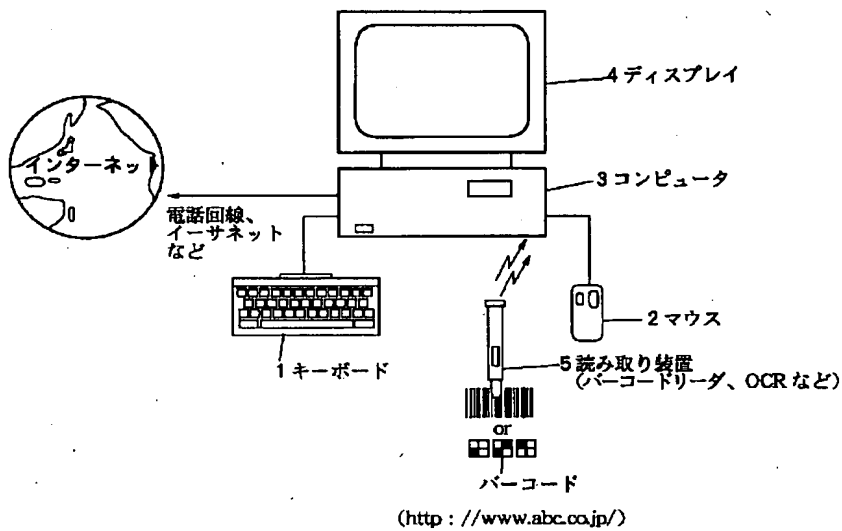 4 ディスプレイ
インターネット
3 コンピュータ
電話回線、
イーサネット
など
2 マウス
1 キーボード
5 読み取り装置
(バーコードリーダ、OCR など)
or
バーコード
(http://www.abc.co.jp/)